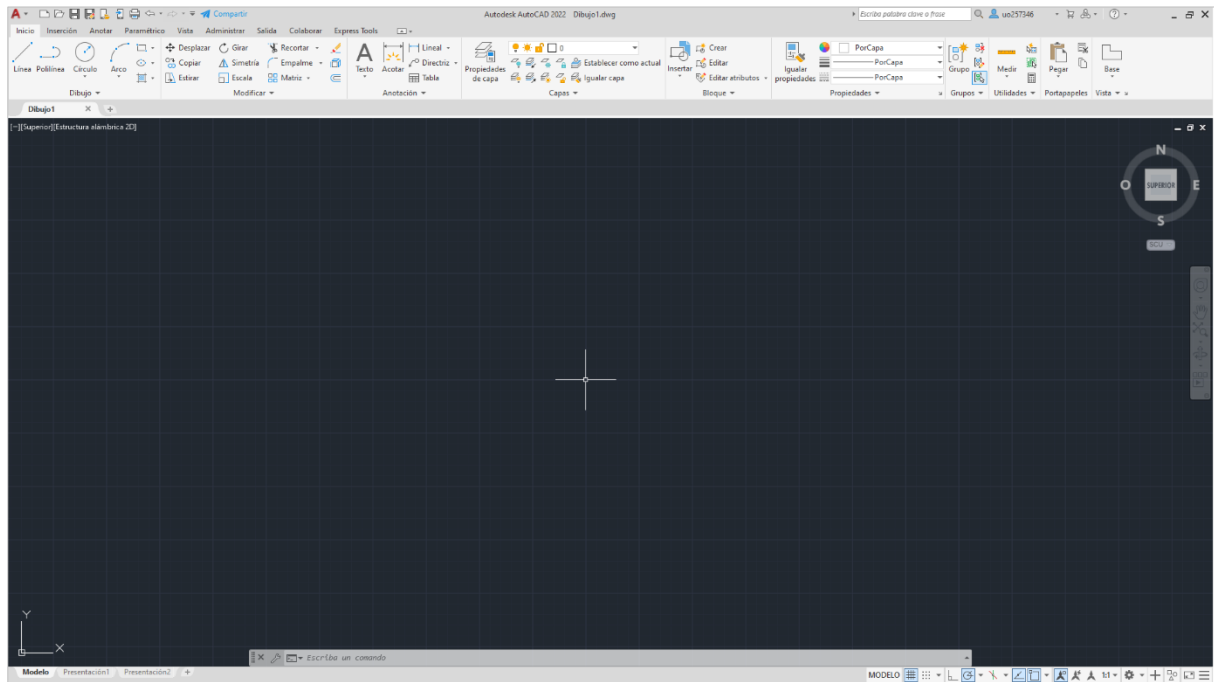 A Compartir Autodesk AutoCAD 2022 Dibujo1.dwg Escriba palabra clave o frase uo257346
Inicio Inserción Anotar Paramétrico Vista Administrar Salida Colaborar Express Tools
Desplazar Girar Recortar Lineal 0 Crear PorCapa
Línea Polilínea Círculo Arco Copiar Simetría Empalme Texto Acotar Directriz Propiedades de capa Establecer como actual Insertar Editar Igualar propiedades PorCapa Grupo Medir Pegar Base
Estirar Escala Matriz Tabla Igualar capa Editar atributos PorCapa
Dibujo Modificar Anotación Capas Bloque Propiedades Grupos Utilidades Portapapeles Vista
Dibujo1
[−][Superior][Estructura alámbrica 2D]
N
O SUPERIOR E
S
SCU
Y
X
Escriba un comando
Modelo Presentación1 Presentación2 + MODELO 1:1